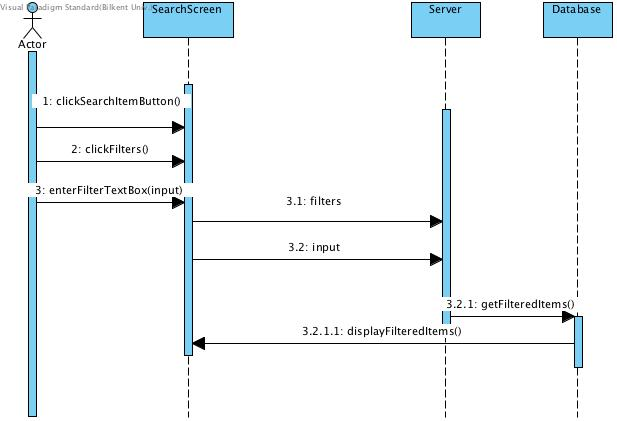 Visual Paradigm Standard(Bilkent Univ.
SearchScreen
Server
Database
Actor
1: clickSearchItemButton()
2: clickFilters()
3: enterFilterTextBox(input)
3.1: filters
3.2: input
3.2.1: getFilteredItems()
3.2.1.1: displayFilteredItems()